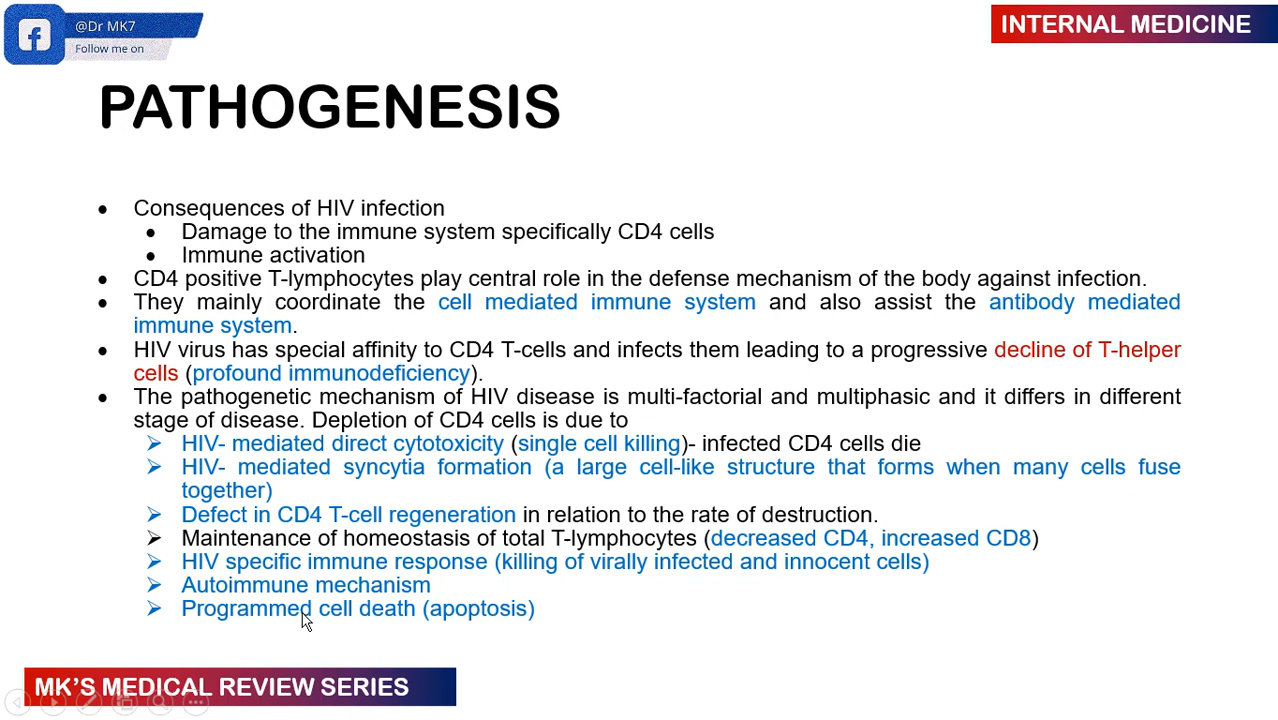 @Dr MK7
Follow me on
INTERNAL MEDICINE
PATHOGENESIS
• Consequences of HIV infection
• Damage to the immune system specifically CD4 cells
• Immune activation
• CD4 positive T-lymphocytes play central role in the defense mechanism of the body against infection.
• They mainly coordinate the cell mediated immune system and also assist the antibody mediated
immune system.
• HIV virus has special affinity to CD4 T-cells and infects them leading to a progressive decline of T-helper
cells (profound immunodeficiency).
• The pathogenetic mechanism of HIV disease is multi-factorial and multiphasic and it differs in different
stage of disease. Depletion of CD4 cells is due to
➢ HIV- mediated direct cytotoxicity (single cell killing)- infected CD4 cells die
➢ HIV- mediated syncytia formation (a large cell-like structure that forms when many cells fuse
together)
➢ Defect in CD4 T-cell regeneration in relation to the rate of destruction.
➢ Maintenance of homeostasis of total T-lymphocytes (decreased CD4, increased CD8)
➢ HIV specific immune response (killing of virally infected and innocent cells)
➢ Autoimmune mechanism
➢ Programmed cell death (apoptosis)
MK'S MEDICAL REVIEW SERIES